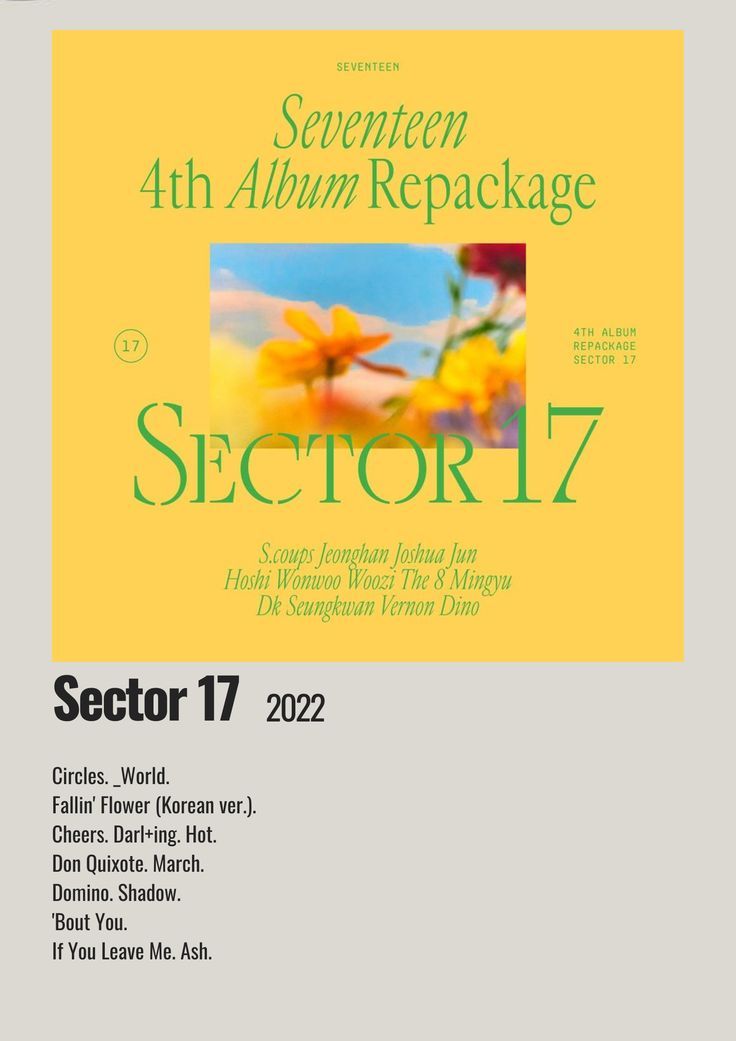 SEVENTEEN
Seventeen
4th Album Repackage
17
4TH ALBUM
REPACKAGE
SECTOR 17
SECTOR 17
S.coups Jeonghan Joshua Jun
Hoshi Wonwoo Woozi The 8 Mingyu
Dk Seungkwan Vernon Dino
Sector 17 2022
Circles. _World.
Fallin' Flower (Korean ver.).
Cheers. Darl+ing. Hot.
Don Quixote. March.
Domino. Shadow.
'Bout You.
If You Leave Me. Ash.